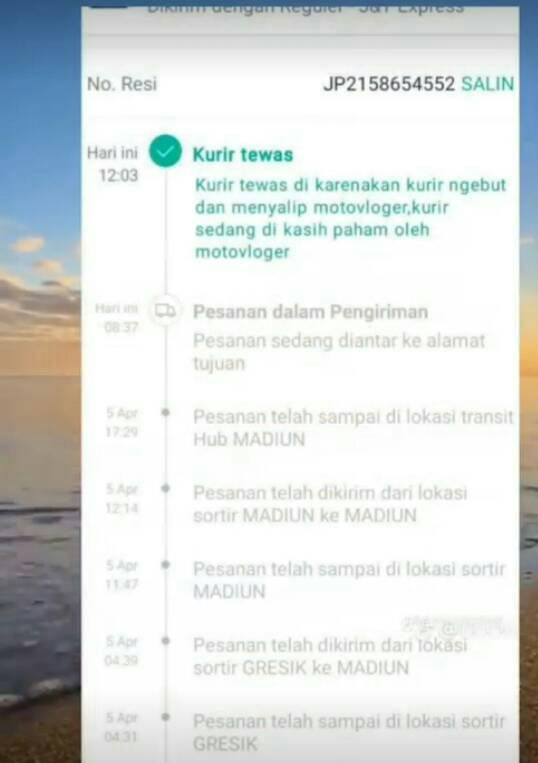 Dikirim dengan Reguler - J&T Express
No. Resi JP2158654552 SALIN
Hari ini
12:03
Kurir tewas
Kurir tewas di karenakan kurir ngebut
dan menyalip motovloger,kurir
sedang di kasih paham oleh
motovloger
Hari ini
08:37
Pesanan dalam Pengiriman
Pesanan sedang diantar ke alamat
tujuan
5 Apr
17:29
Pesanan telah sampai di lokasi transit
Hub MADIUN
5 Apr
12:14
Pesanan telah dikirim dari lokasi
sortir MADIUN ke MADIUN
5 Apr
11:47
Pesanan telah sampai di lokasi sortir
MADIUN
5 Apr
04:39
Pesanan telah dikirim dari lokasi
sortir GRESIK ke MADIUN
5 Apr
04:31
Pesanan telah sampai di lokasi sortir
GRESIK